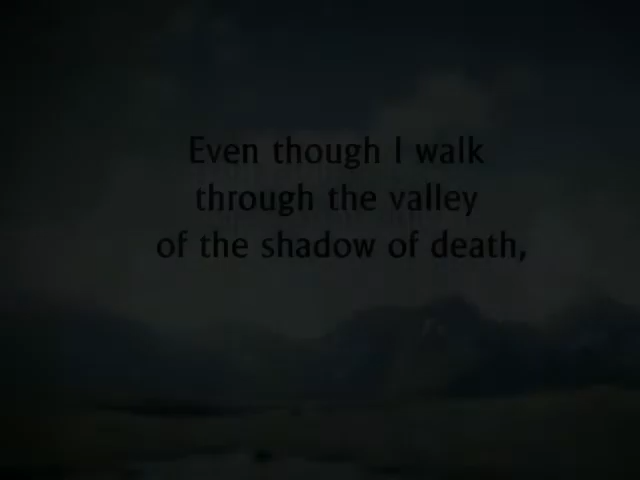 Even though I walk
through the valley
of the shadow of death,